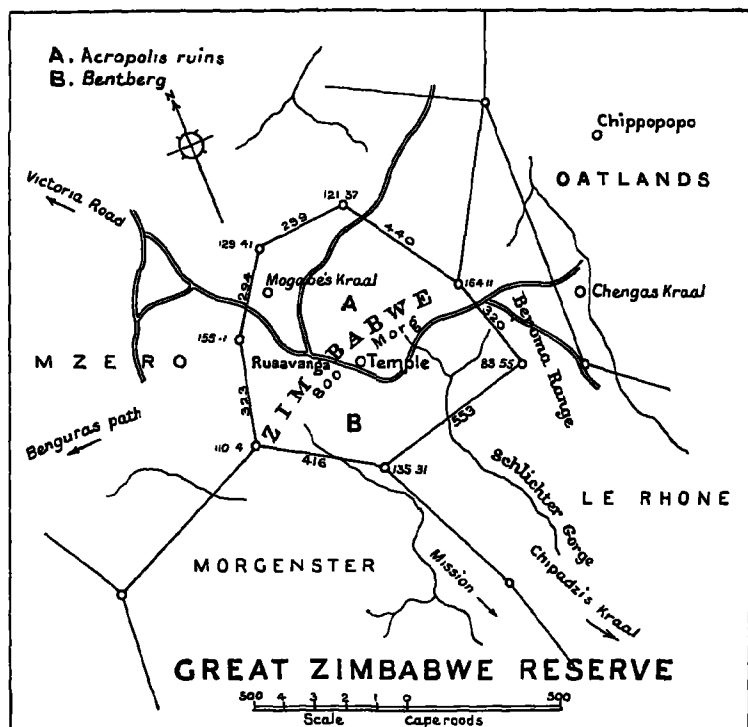 A. Acropolis ruins
B. Bentberg
N
Chippopopo
OATLANDS
Victoria Road
121 37
299
440
129 41
164 11
294
Mogabe's Kraal
A
Chengas Kraal
320
Beroma Range
155 · 1
MZERO
Rusavanga
ZIMBABWE
800 Morg
Temple
83 55
323
B
553
Benguras path
110 4
416
135 31
Schlichter Gorge
LE RHONE
MORGENSTER
Mission
Chipadzi's Kraal
GREAT ZIMBABWE RESERVE
500 4 3 2 1 0 500
Scale Cape roods